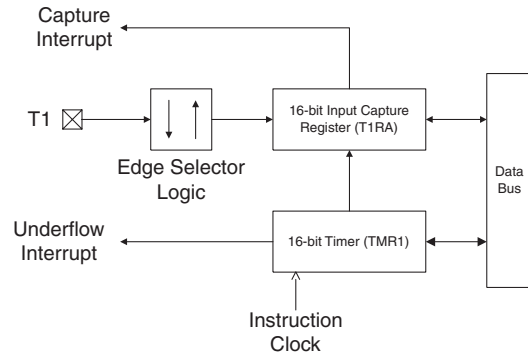 Capture
Interrupt
T1
Edge Selector
Logic
16-bit Input Capture
Register (T1RA)
Data
Bus
Underflow
Interrupt
16-bit Timer (TMR1)
Instruction
Clock